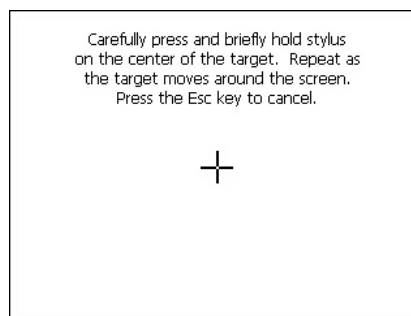 Carefully press and briefly hold stylus
on the center of the target.  Repeat as
the target moves around the screen.
Press the Esc key to cancel.